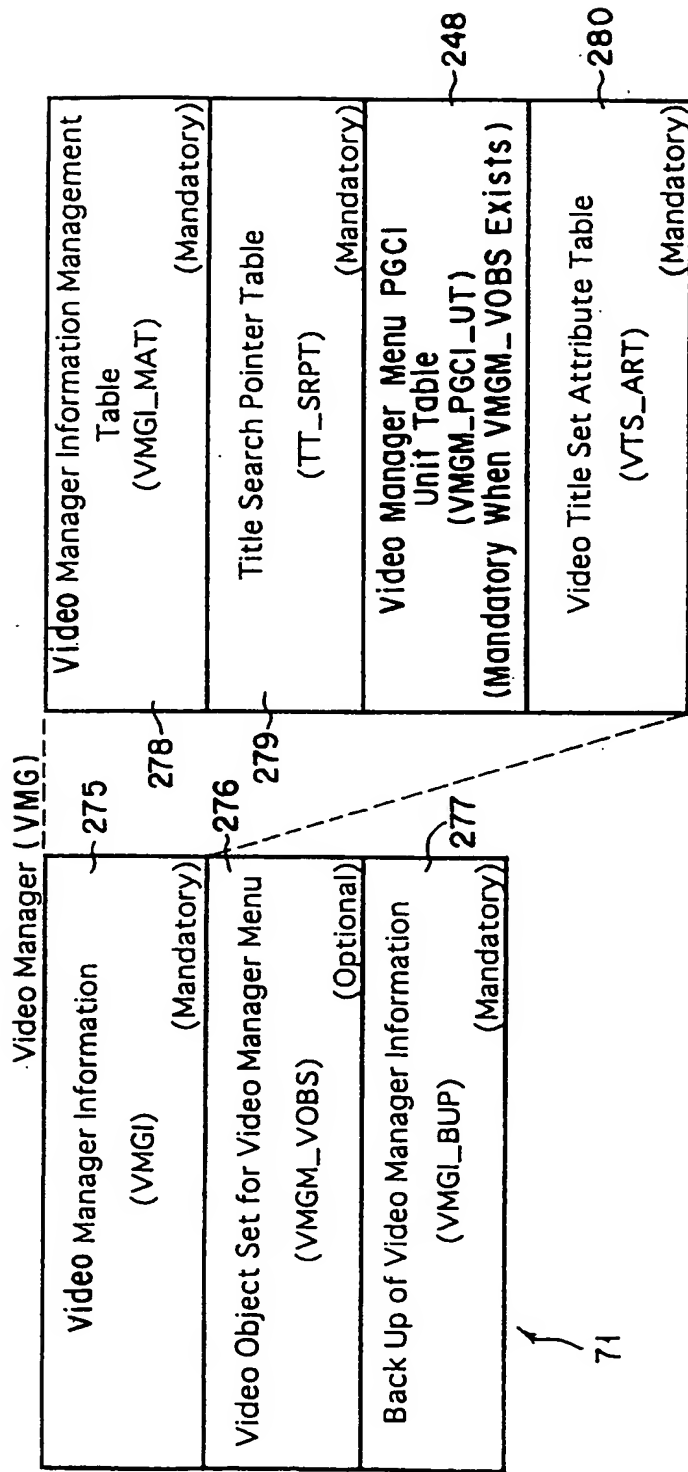 Video Manager (VMG)
Video Manager Information
(VMGI)
(Mandatory)
275
Video Object Set for Video Manager Menu
(VMGM_VOBS)
(Optional)
276
Back Up of Video Manager Information
(VMGI_BUP)
(Mandatory)
277
71
Video Manager Information Management
Table
(VMGI_MAT)
(Mandatory)
278
Title Search Pointer Table
(TT_SRPT)
(Mandatory)
279
Video Manager Menu PGCI
Unit Table
(VMGM_PGCI_UT)
(Mandatory When VMGM_VOBS Exists)
248
Video Title Set Attribute Table
(VTS_ART)
(Mandatory)
280